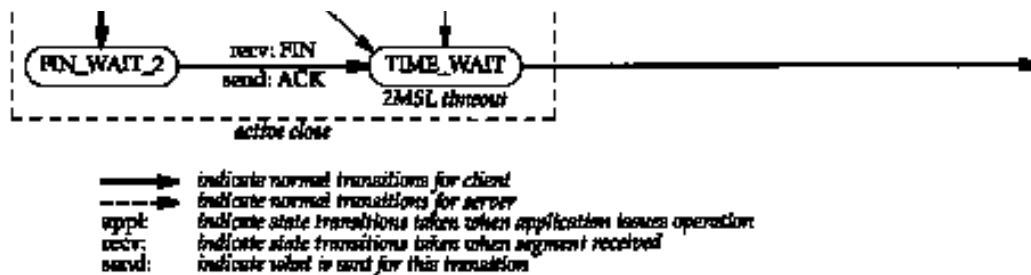 recv: FIN
FIN_WAIT_2
TIME_WAIT
send: ACK
2MSL timeout
active close
indicate normal transitions for client
indicate normal transitions for server
appl: indicate state transitions taken when application issues operation
recv: indicate state transitions taken when segment received
send: indicate what is sent for this transition